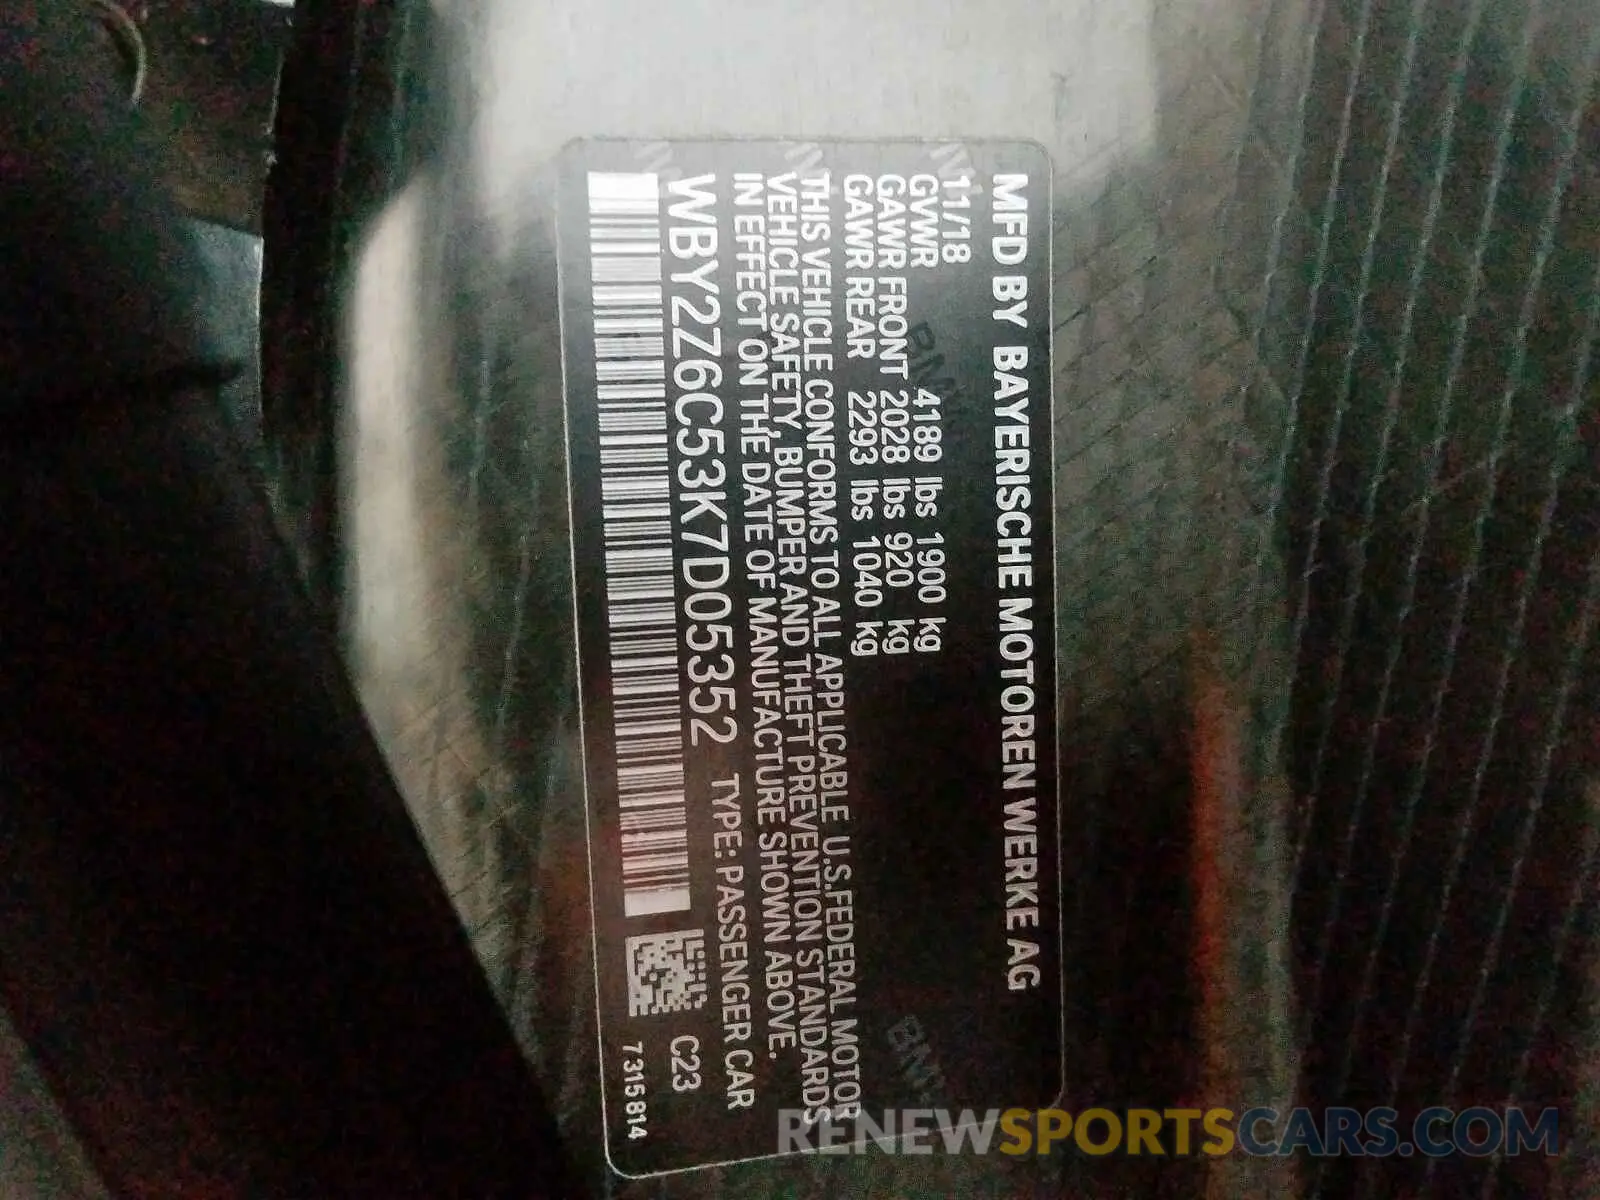 MFD BY BAYERISCHE MOTOREN WERKE AG
11/18
GVWR 4189 lbs 1900 kg
GAWR FRONT 2028 lbs 920 kg
GAWR REAR 2293 lbs 1040 kg
THIS VEHICLE CONFORMS TO ALL APPLICABLE U.S.FEDERAL MOTOR
VEHICLE SAFETY, BUMPER AND THEFT PREVENTION STANDARDS
IN EFFECT ON THE DATE OF MANUFACTURE SHOWN ABOVE.
WBY2Z6C53K7D05352 TYPE: PASSENGER CAR
C23
7315814
RENEWSPORTSCARS.COM